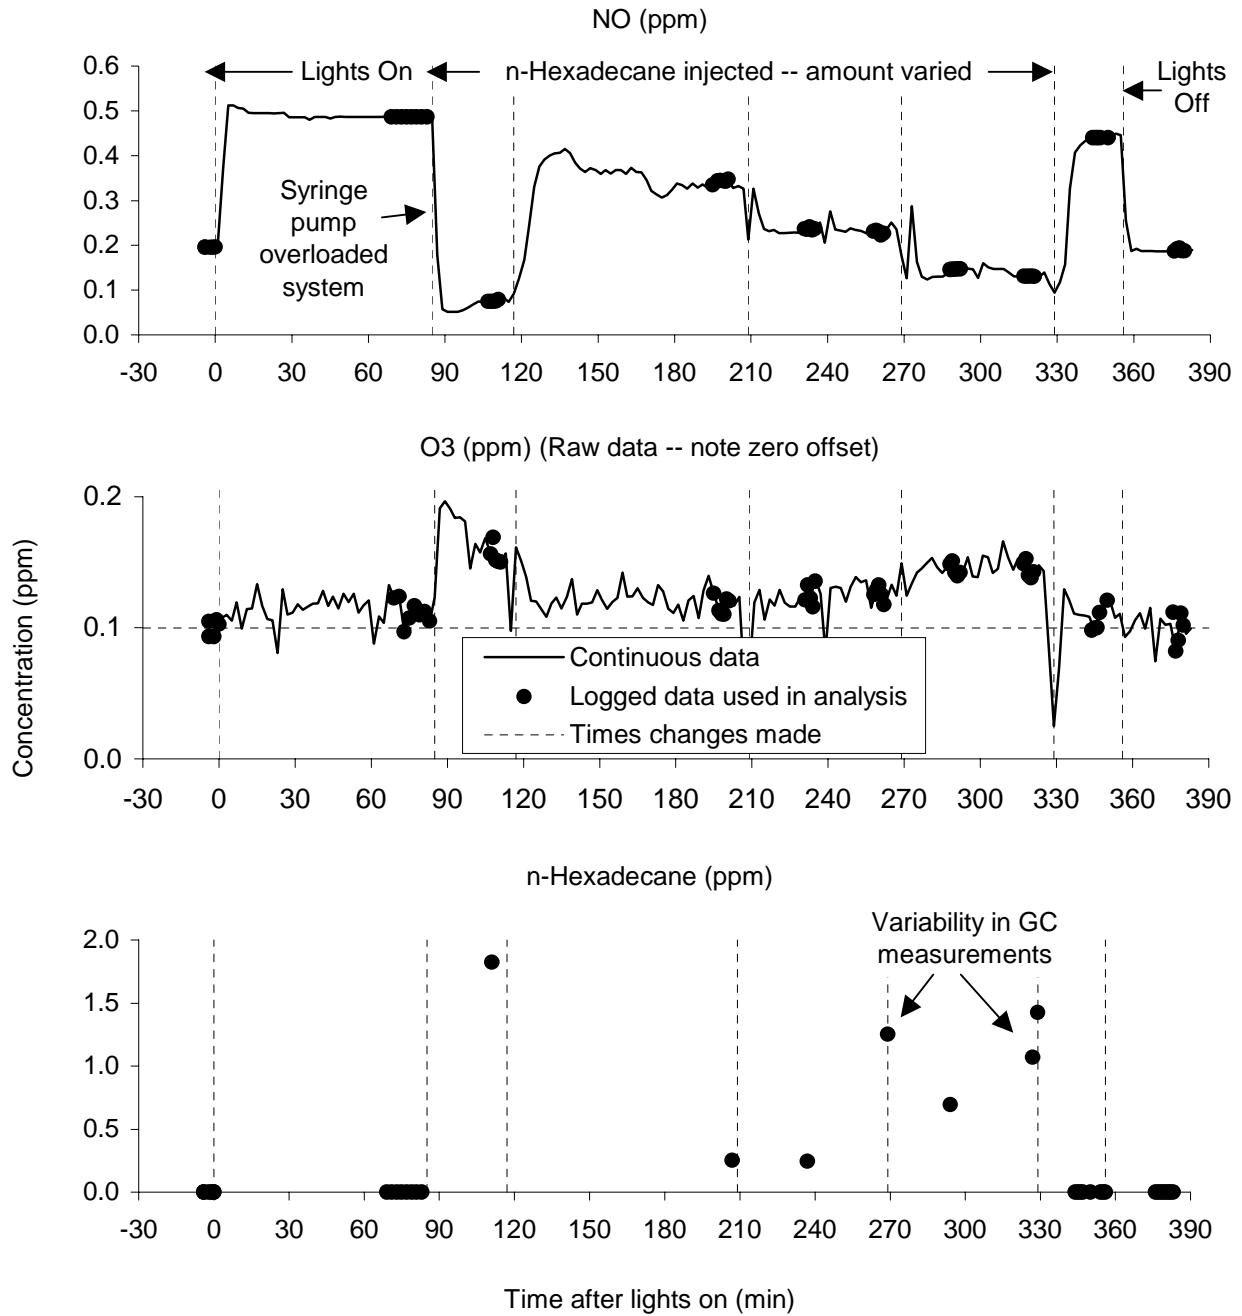 NO (ppm)
0.6
0.5
0.4
0.3
0.2
0.1
0.0
Lights On
n-Hexadecane injected -- amount varied
Lights
Off
Syringe
pump
overloaded
system
-30 0 30 60 90 120 150 180 210 240 270 300 330 360 390
O3 (ppm) (Raw data -- note zero offset)
Concentration (ppm)
0.2
0.1
0.0
Continuous data
Logged data used in analysis
Times changes made
-30 0 30 60 90 120 150 180 210 240 270 300 330 360 390
n-Hexadecane (ppm)
2.0
1.5
1.0
0.5
0.0
Variability in GC
measurements
-30 0 30 60 90 120 150 180 210 240 270 300 330 360 390
Time after lights on (min)